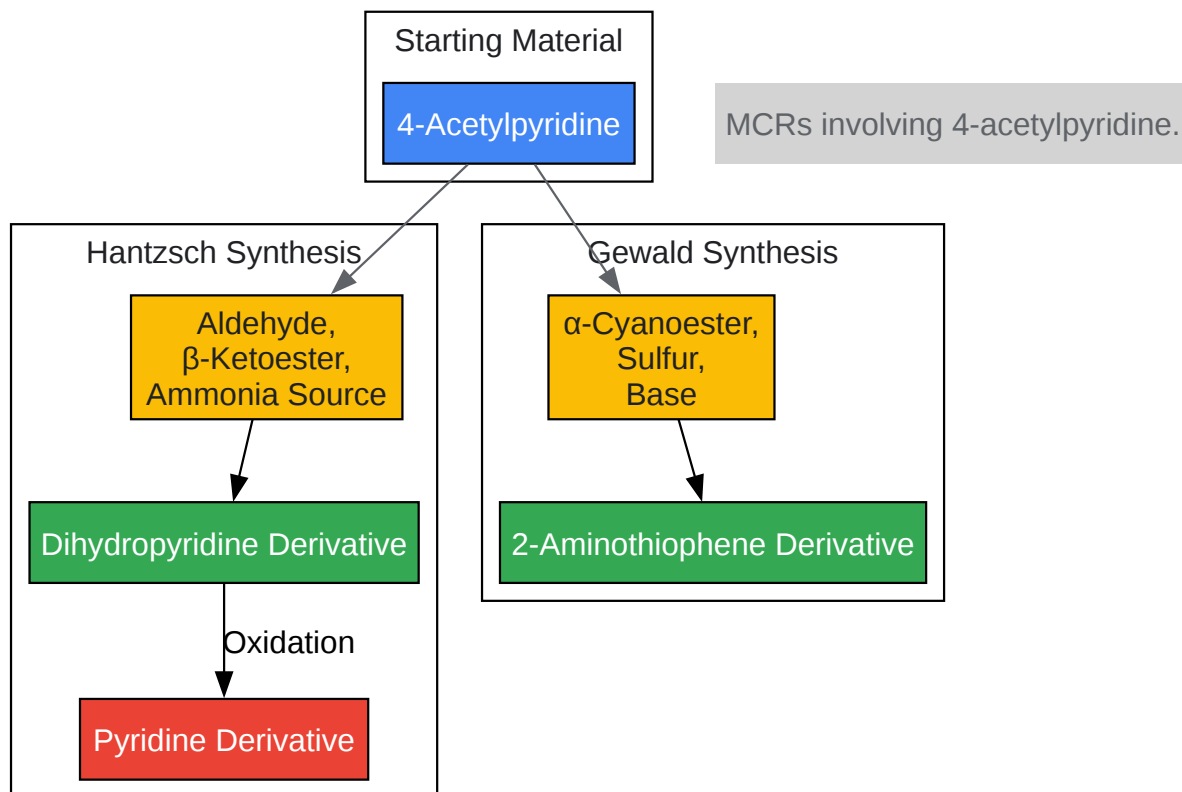 Starting Material
4-Acetylpyridine
MCRs involving 4-acetylpyridine.
Hantzsch Synthesis
Aldehyde,
β-Ketoester,
Ammonia Source
Dihydropyridine Derivative
Oxidation
Pyridine Derivative
Gewald Synthesis
α-Cyanoester,
Sulfur,
Base
2-Aminothiophene Derivative